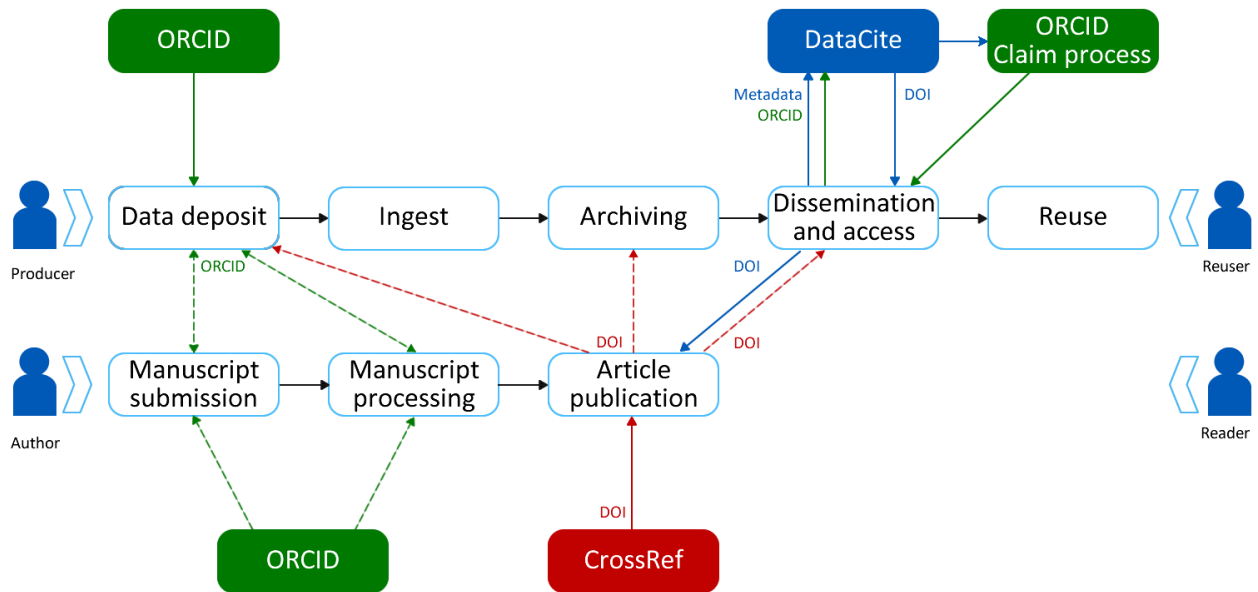 ORCID
DataCite
ORCID
Claim process
Metadata
ORCID
DOI
Producer
Data deposit
Ingest
Archiving
Dissemination
and access
Reuse
Reuser
ORCID
DOI
DOI
DOI
Author
Manuscript
submission
Manuscript
processing
Article
publication
Reader
DOI
ORCID
CrossRef